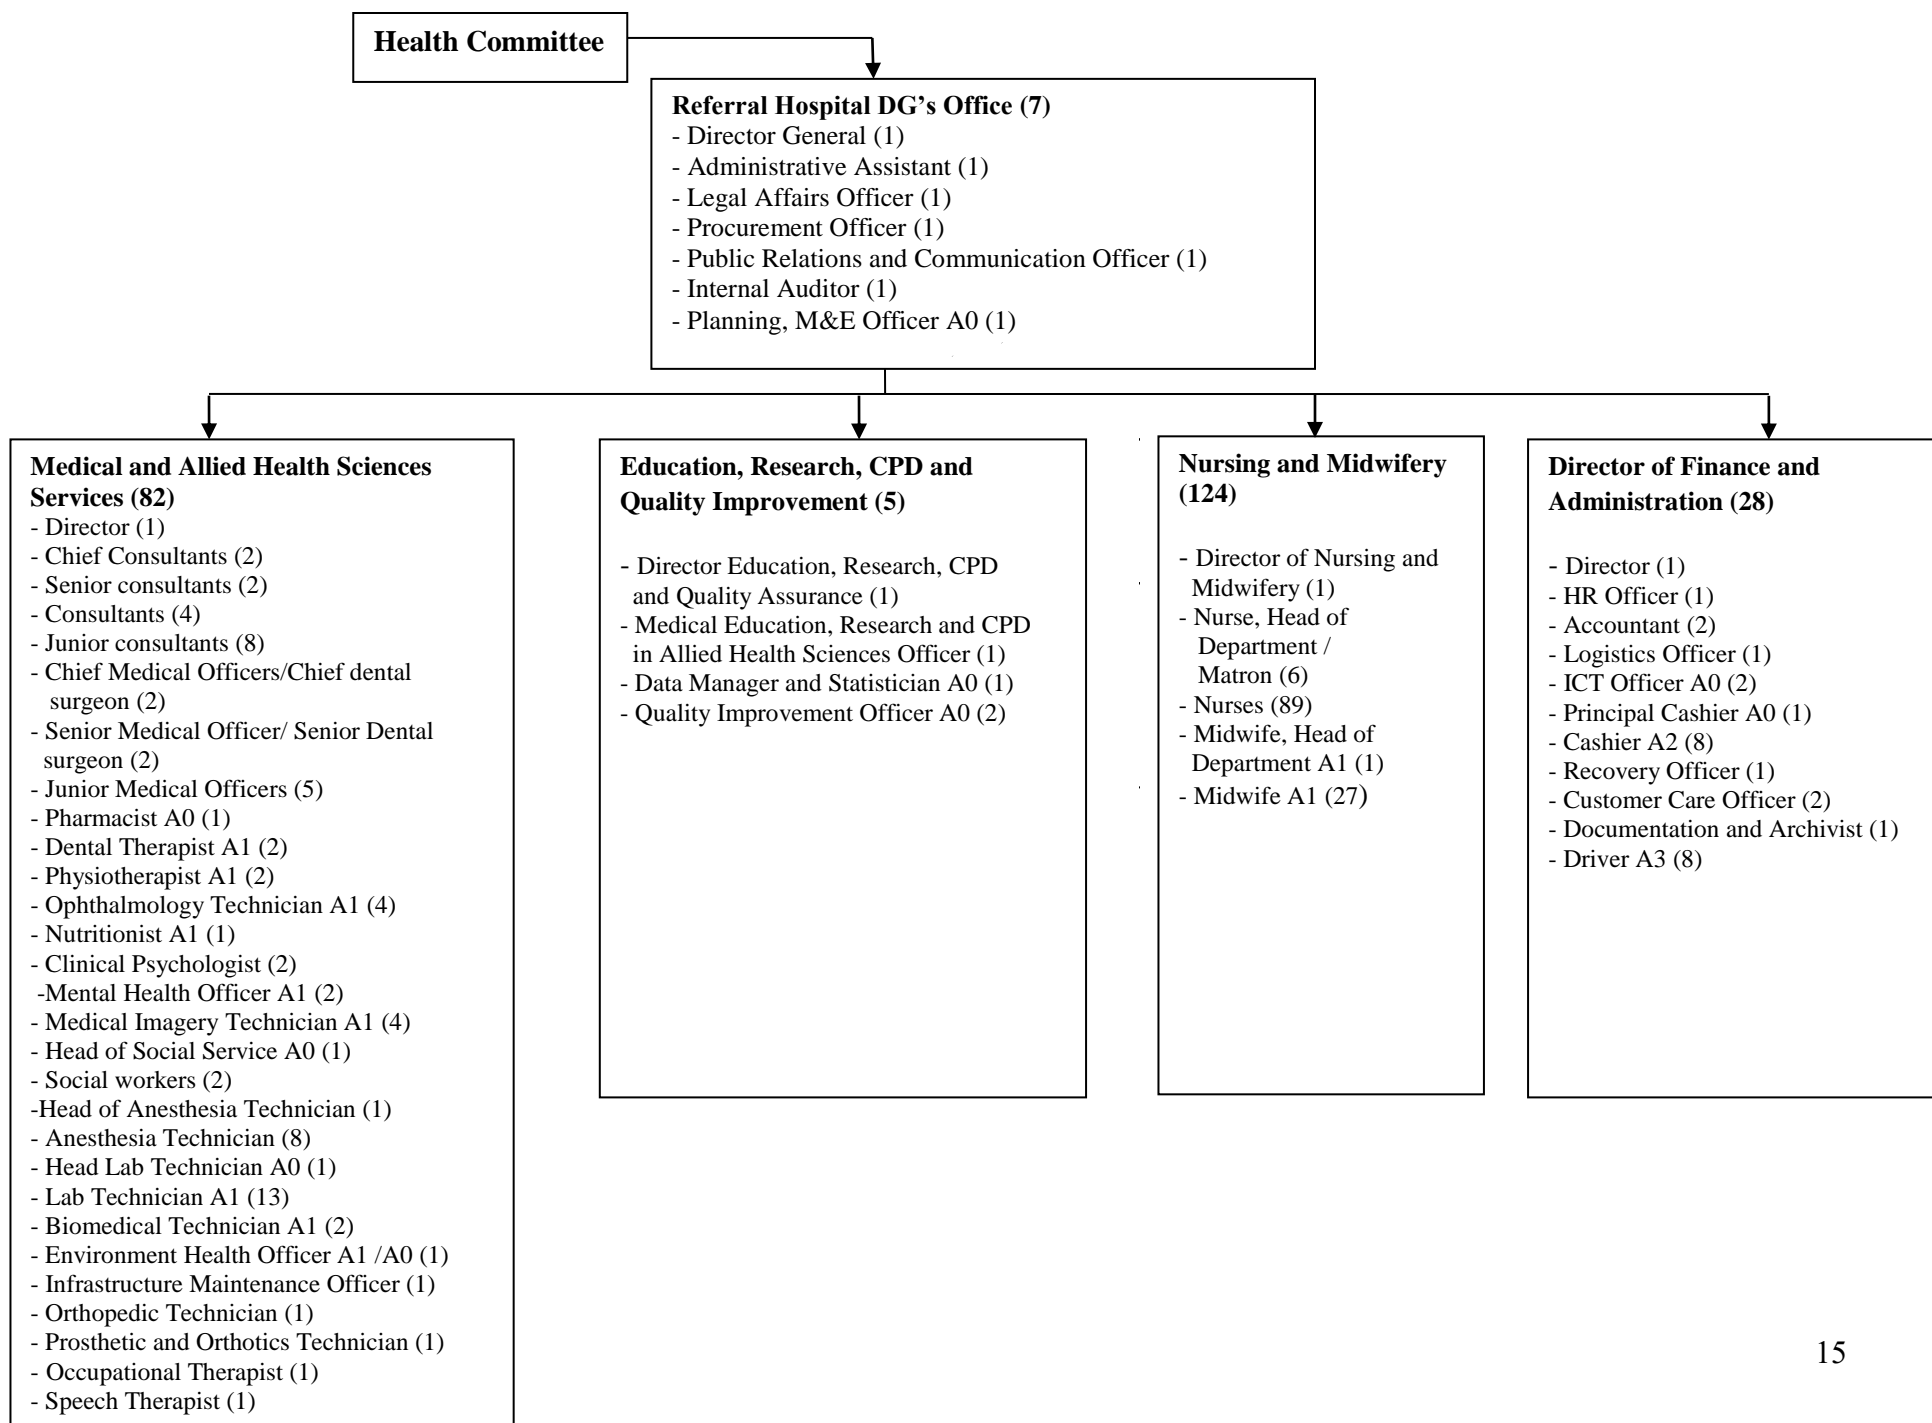 Health Committee
Referral Hospital DG’s Office (7)
- Director General (1)
- Administrative Assistant (1)
- Legal Affairs Officer (1)
- Procurement Officer (1)
- Public Relations and Communication Officer (1)
- Internal Auditor (1)
- Planning, M&E Officer A0 (1)
Medical and Allied Health Sciences
Services (82)
- Director (1)
- Chief Consultants (2)
- Senior consultants (2)
- Consultants (4)
- Junior consultants (8)
- Chief Medical Officers/Chief dental
surgeon (2)
- Senior Medical Officer/ Senior Dental
surgeon (2)
- Junior Medical Officers (5)
- Pharmacist A0 (1)
- Dental Therapist A1 (2)
- Physiotherapist A1 (2)
- Ophthalmology Technician A1 (4)
- Nutritionist A1 (1)
- Clinical Psychologist (2)
-Mental Health Officer A1 (2)
- Medical Imagery Technician A1 (4)
- Head of Social Service A0 (1)
- Social workers (2)
-Head of Anesthesia Technician (1)
- Anesthesia Technician (8)
- Head Lab Technician A0 (1)
- Lab Technician A1 (13)
- Biomedical Technician A1 (2)
- Environment Health Officer A1 /A0 (1)
- Infrastructure Maintenance Officer (1)
- Orthopedic Technician (1)
- Prosthetic and Orthotics Technician (1)
- Occupational Therapist (1)
- Speech Therapist (1)
Education, Research, CPD and
Quality Improvement (5)
- Director Education, Research, CPD
and Quality Assurance (1)
- Medical Education, Research and CPD
in Allied Health Sciences Officer (1)
- Data Manager and Statistician A0 (1)
- Quality Improvement Officer A0 (2)
Nursing and Midwifery
(124)
- Director of Nursing and
Midwifery (1)
- Nurse, Head of
Department /
Matron (6)
- Nurses (89)
- Midwife, Head of
Department A1 (1)
- Midwife A1 (27)
Director of Finance and
Administration (28)
- Director (1)
- HR Officer (1)
- Accountant (2)
- Logistics Officer (1)
- ICT Officer A0 (2)
- Principal Cashier A0 (1)
- Cashier A2 (8)
- Recovery Officer (1)
- Customer Care Officer (2)
- Documentation and Archivist (1)
- Driver A3 (8)
15